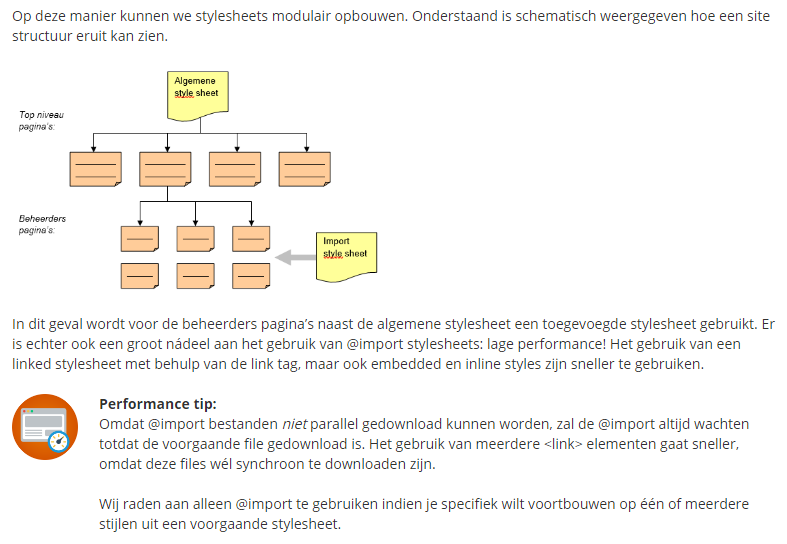 Op deze manier kunnen we stylesheets modulair opbouwen. Onderstaand is schematisch weergegeven hoe een site
structuur eruit kan zien.
Algemene
style sheet
Top niveau
pagina's:
Beheerders
pagina's:
Import
style sheet
In dit geval wordt voor de beheerders pagina’s naast de algemene stylesheet een toegevoegde stylesheet gebruikt. Er
is echter ook een groot nádeel aan het gebruik van @import stylesheets: lage performance! Het gebruik van een
linked stylesheet met behulp van de link tag, maar ook embedded en inline styles zijn sneller te gebruiken.
Performance tip:
Omdat @import bestanden niet parallel gedownload kunnen worden, zal de @import altijd wachten
totdat de voorgaande file gedownload is. Het gebruik van meerdere <link> elementen gaat sneller,
omdat deze files wél synchroon te downloaden zijn.
Wij raden aan alleen @import te gebruiken indien je specifiek wilt voortbouwen op één of meerdere
stijlen uit een voorgaande stylesheet.